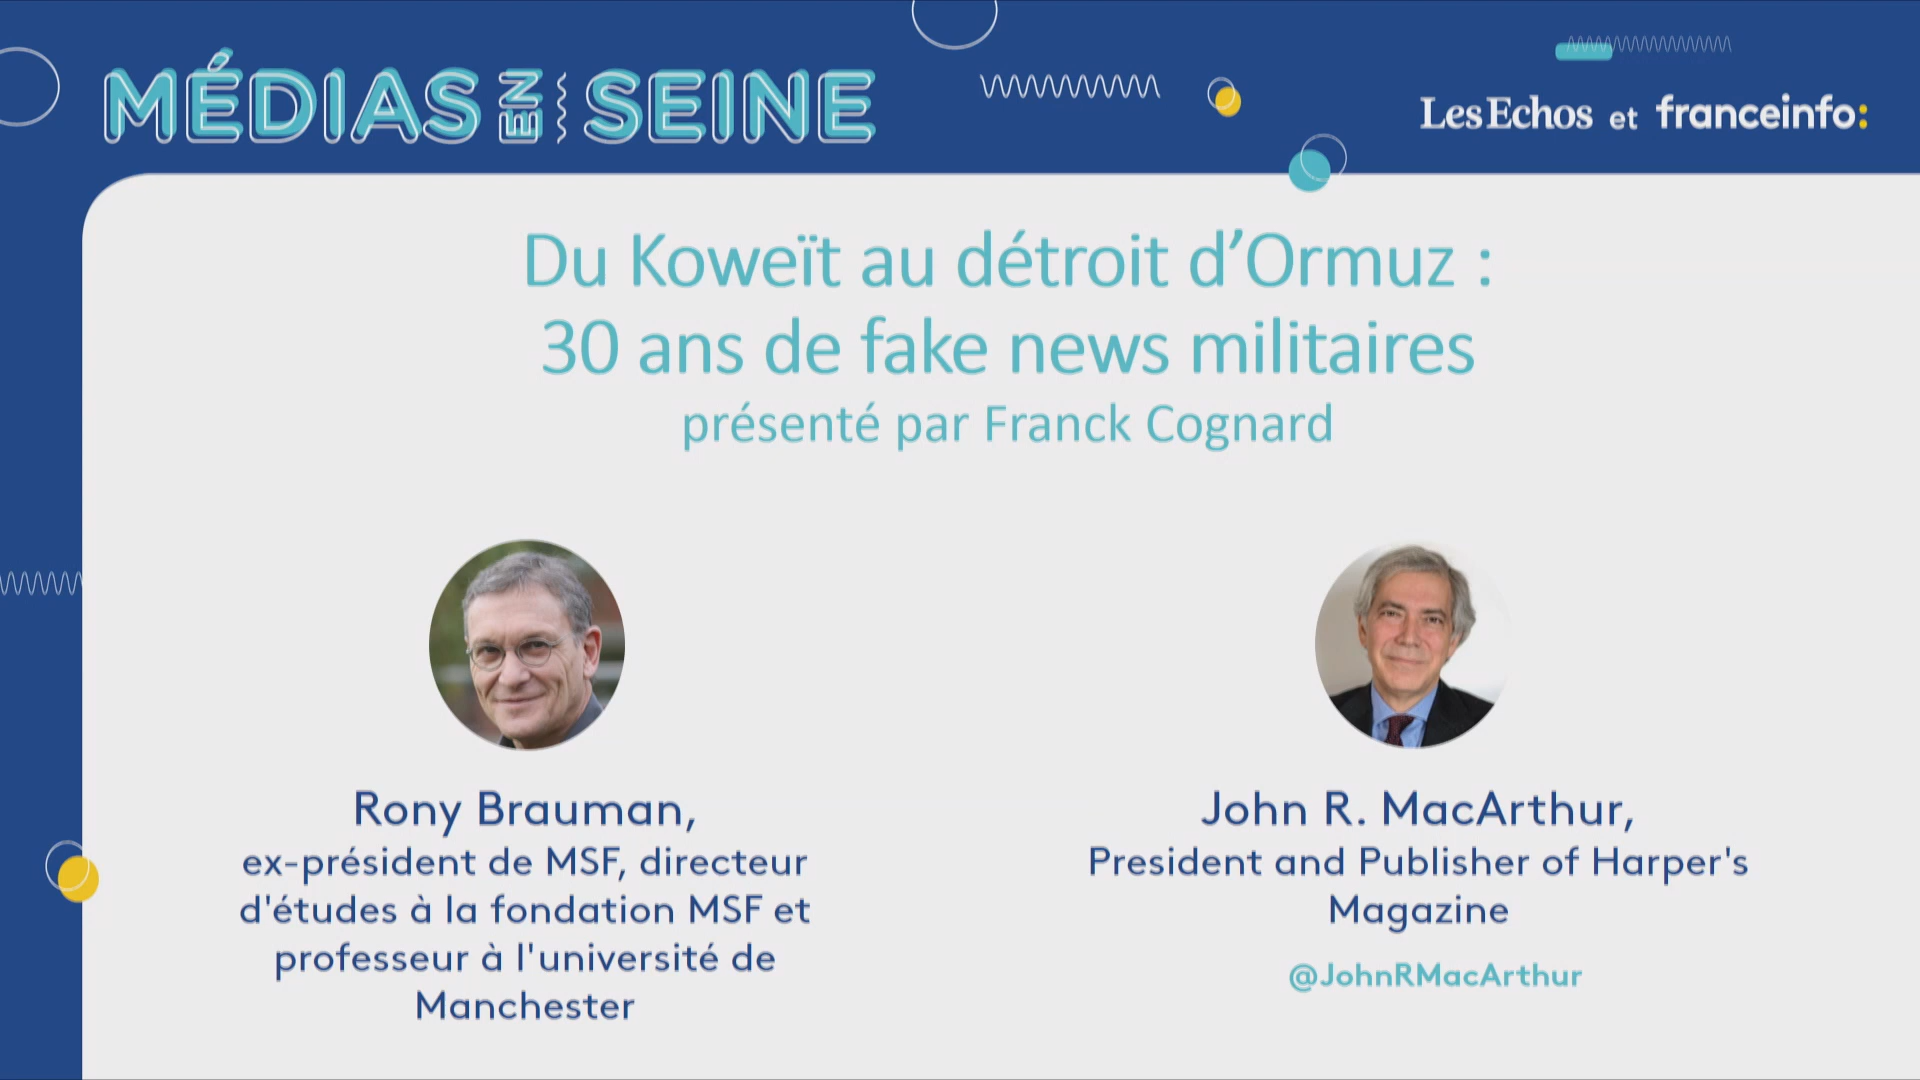 MÉDIAS EN SEINE
Les Echos et franceinfo:
Du Koweït au détroit d’Ormuz :
30 ans de fake news militaires
présenté par Franck Cognard
Rony Brauman,
ex-président de MSF, directeur
d'études à la fondation MSF et
professeur à l'université de
Manchester
John R. MacArthur,
President and Publisher of Harper's
Magazine
@JohnRMacArthur